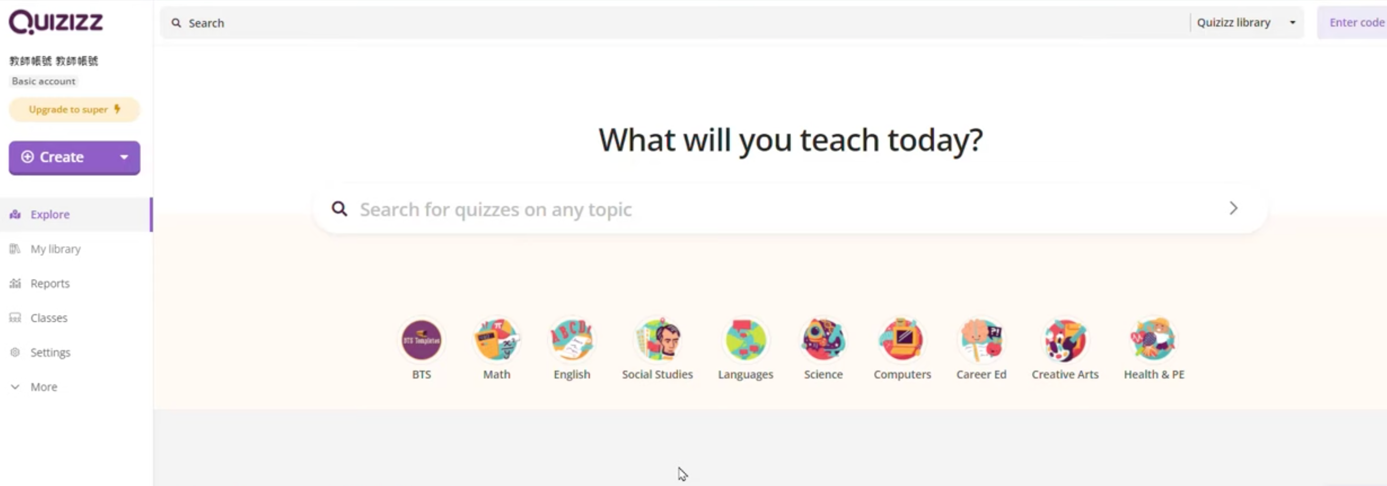 QUIZIZZ
教師帳號 教師帳號
Basic account
Upgrade to super
Create
Explore
My library
Reports
Classes
Settings
More
Search
Quizizz library
Enter code
What will you teach today?
Search for quizzes on any topic
BTS Templates
BTS
Math
English
Social Studies
Languages
Science
Computers
Career Ed
Creative Arts
Health & PE